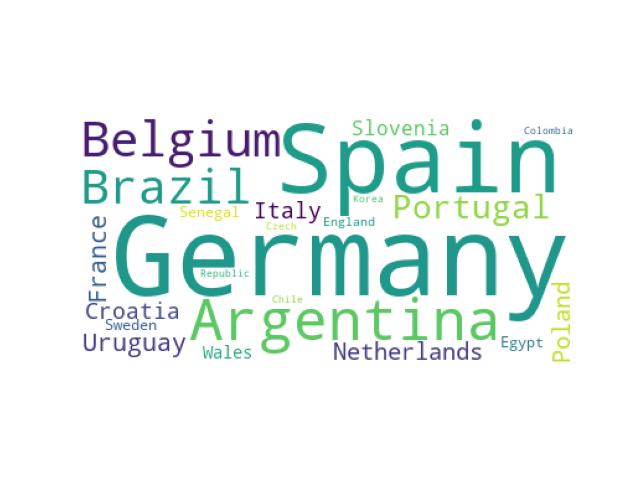 Belgium
Spain
Slovenia
Colombia
Brazil
Korea
Portugal
Senegal
Italy
England
Czech
France
Germany
Republic
Chile
Croatia
Argentina
Poland
Sweden
Uruguay
Wales
Netherlands
Egypt